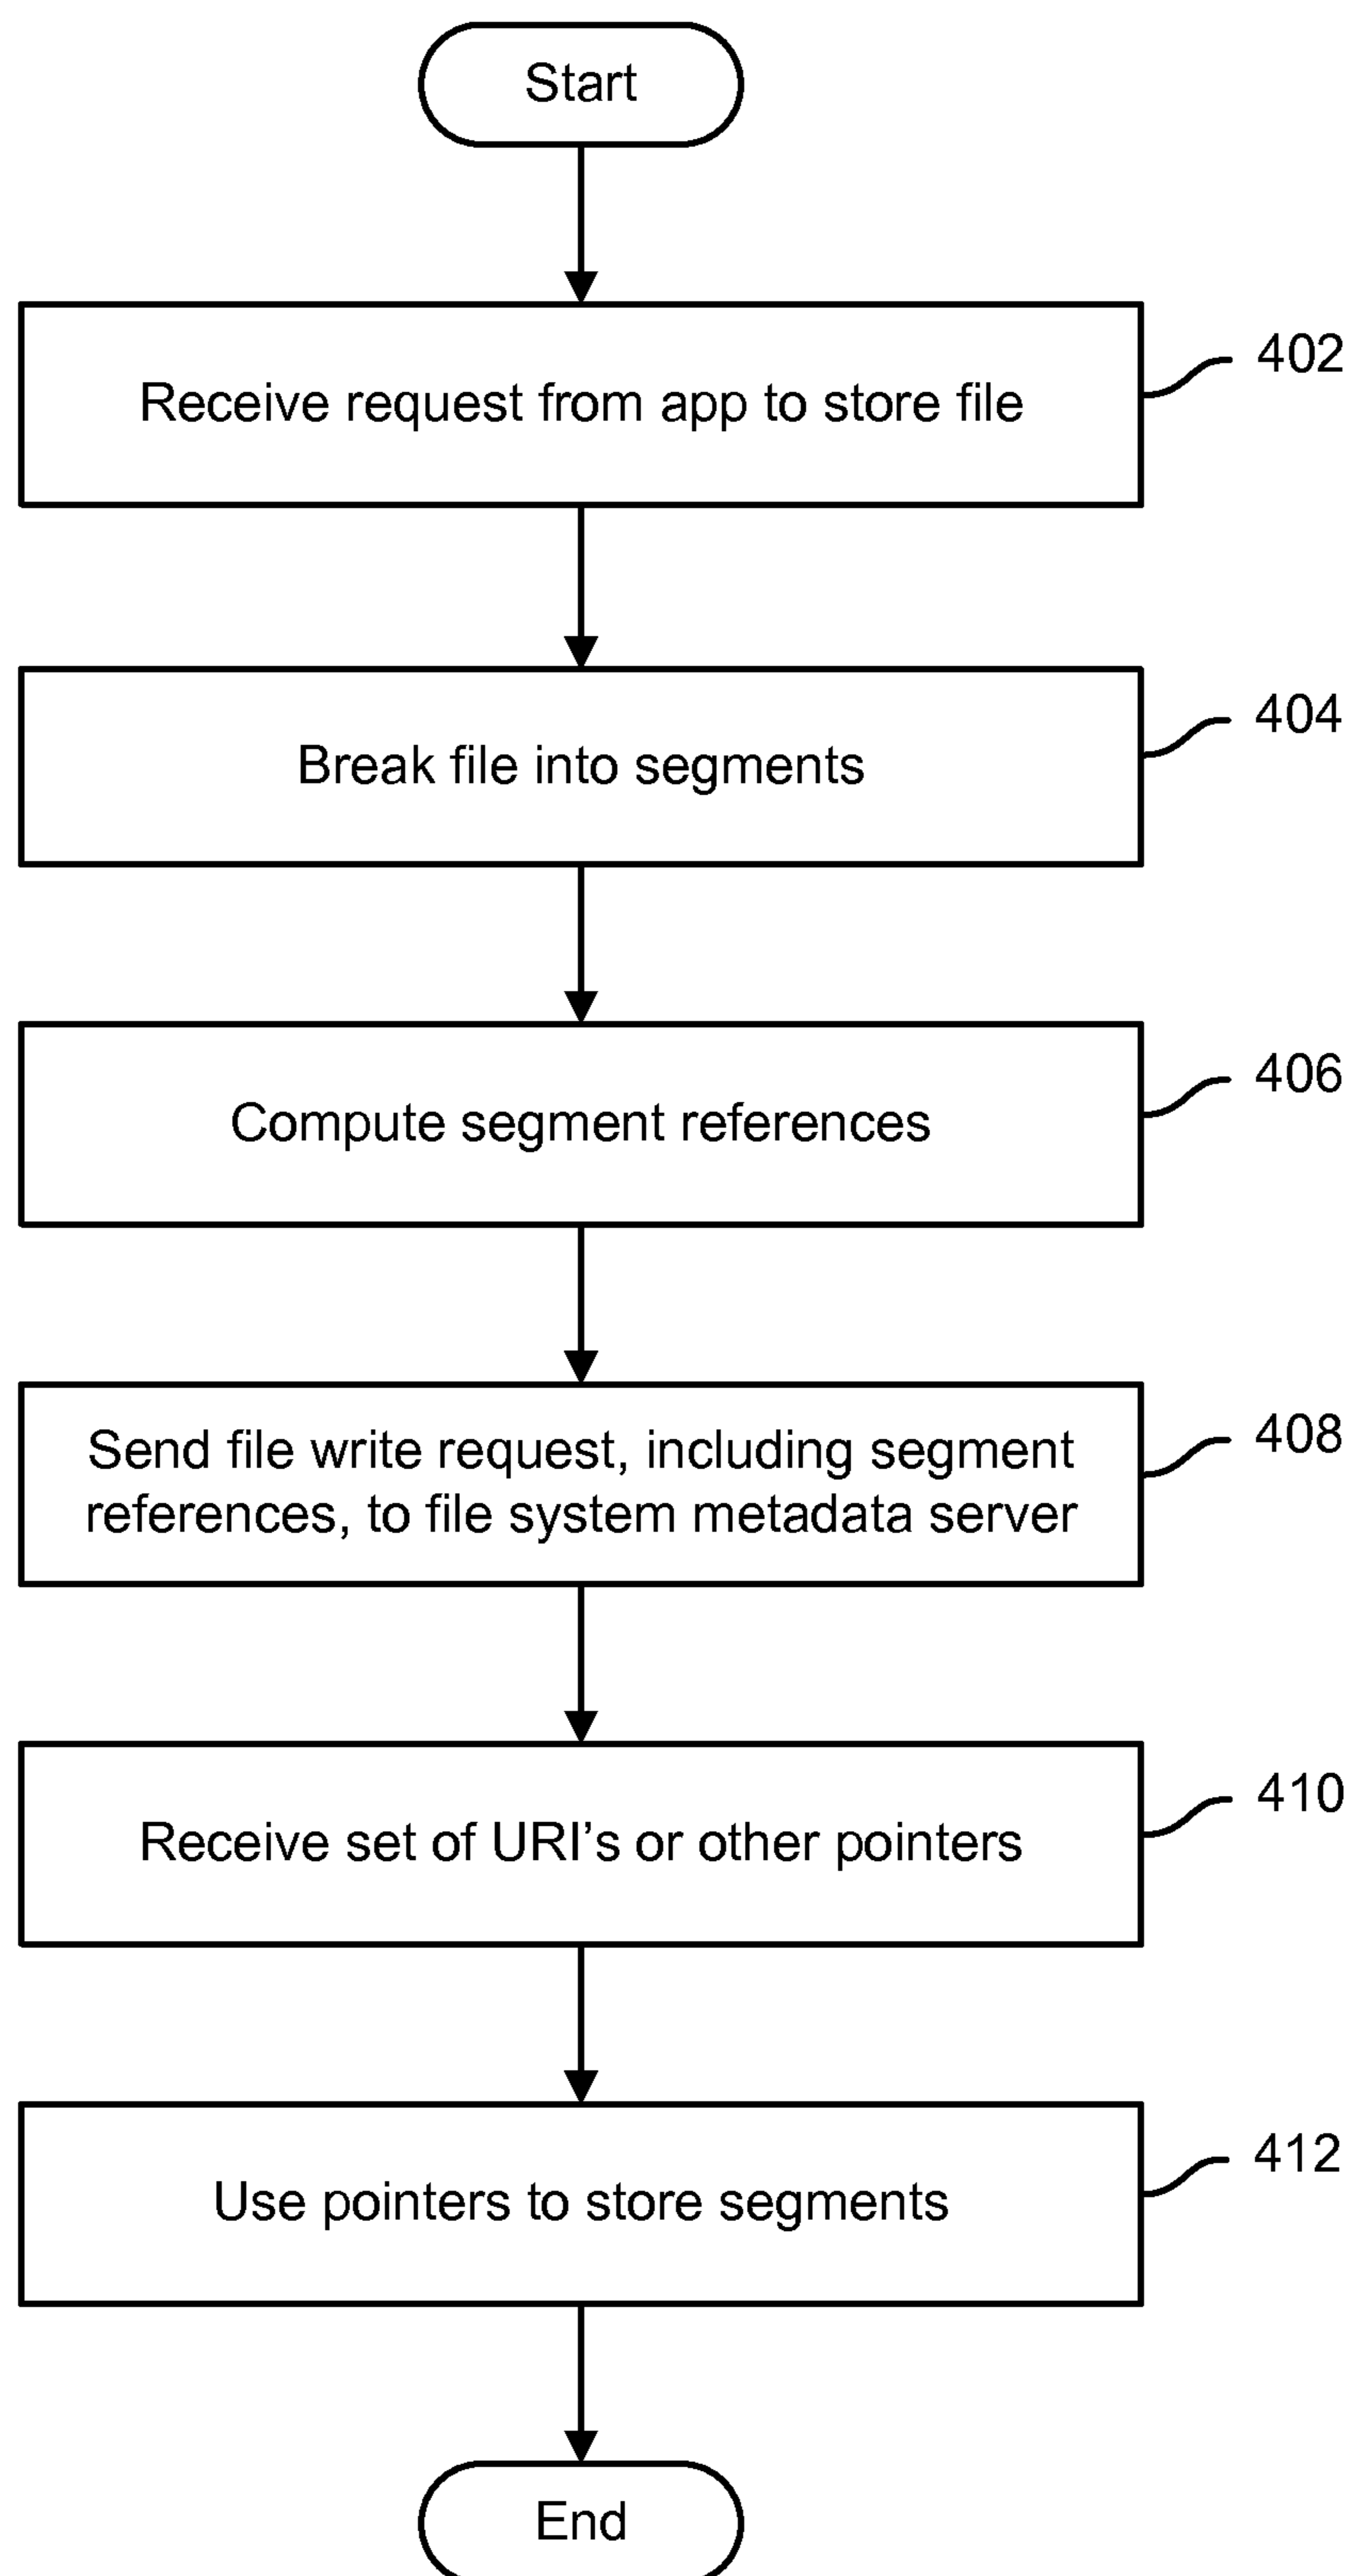 Start
Receive request from app to store file
402
Break file into segments
404
Compute segment references
406
Send file write request, including segment
references, to file system metadata server
408
Receive set of URI's or other pointers
410
Use pointers to store segments
412
End